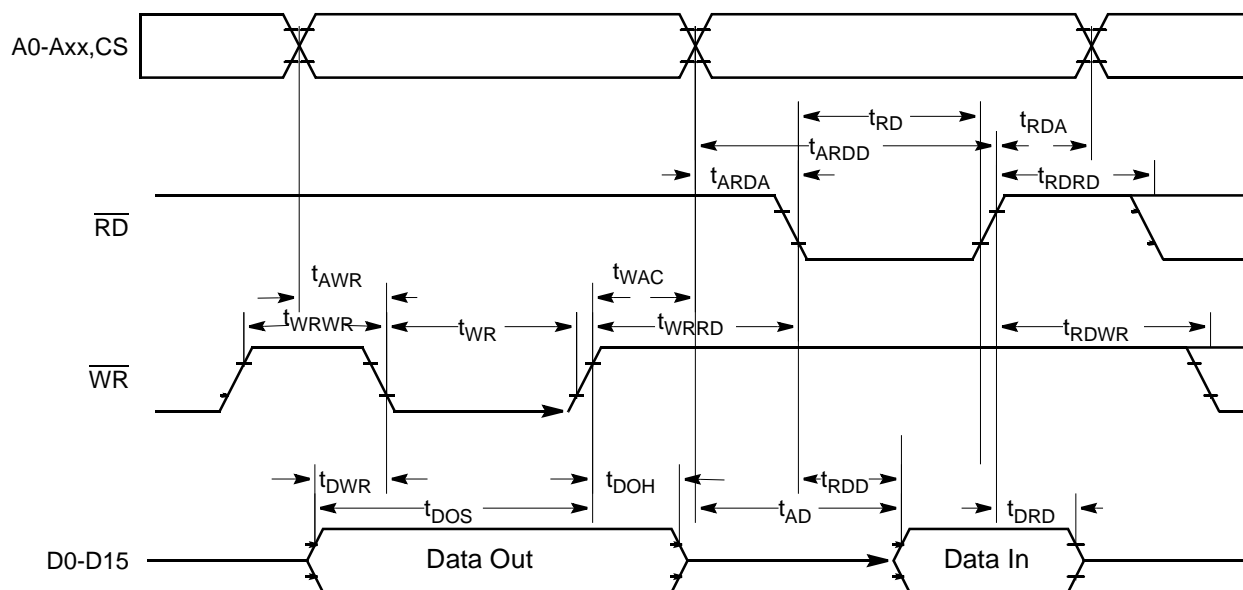 A0-Axx,CS
tRD
tRDA
tARDD
tARDA
tRDRD
RD
tAWR
tWAC
tWRWR
tWR
tWRRD
tRDWR
WR
tDWR
tDOH
tRDD
tDOS
tAD
tDRD
D0-D15
Data Out
Data In